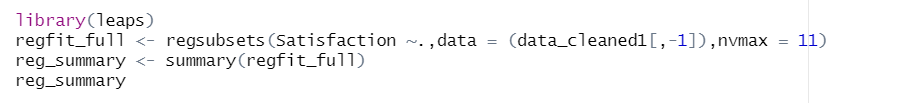 library(leaps)
regfit_full <- regsubsets(Satisfaction ~.,data = (data_cleaned1[,-1]),nvmax = 11)
reg_summary <- summary(regfit_full)
reg_summary